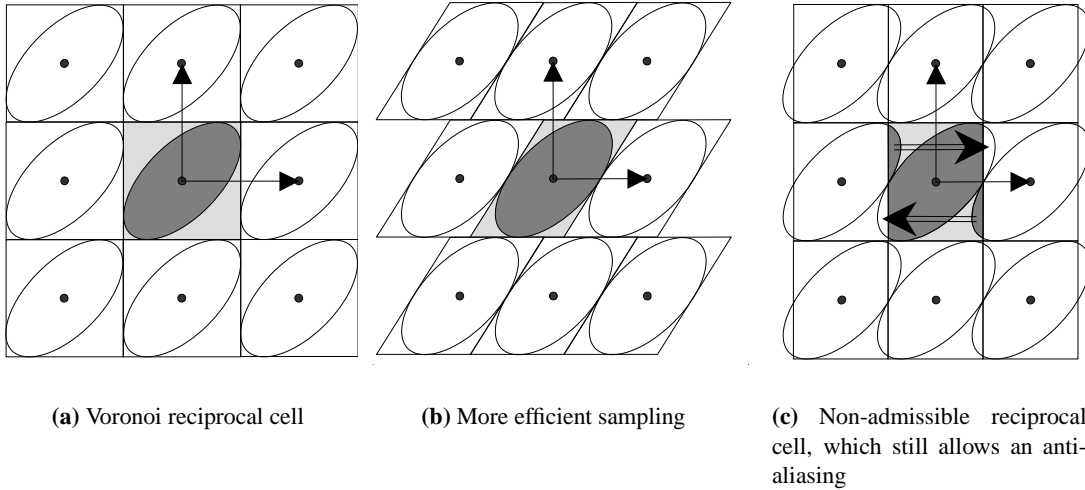 (a) Voronoi reciprocal cell
(b) More efficient sampling
(c) Non-admissible reciprocal
cell, which still allows an anti-
aliasing